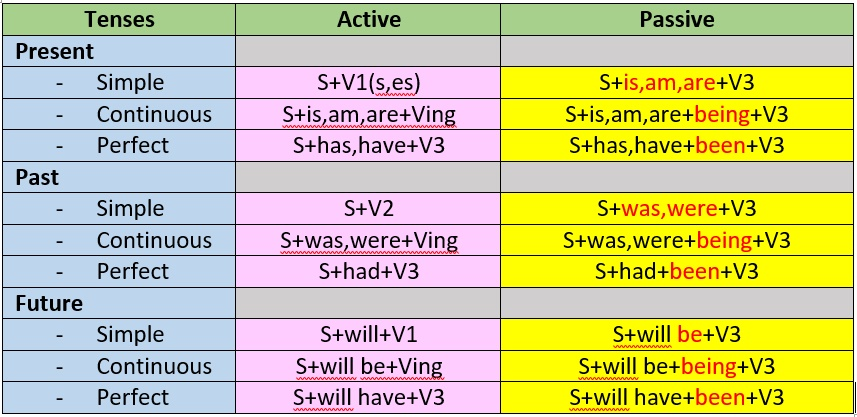 Tenses Active Passive
Present
- Simple S+V1(s,es) S+is,am,are+V3
- Continuous S+is,am,are+Ving S+is,am,are+being+V3
- Perfect S+has,have+V3 S+has,have+been+V3
Past
- Simple S+V2 S+was,were+V3
- Continuous S+was,were+Ving S+was,were+being+V3
- Perfect S+had+V3 S+had+been+V3
Future
- Simple S+will+V1 S+will be+V3
- Continuous S+will be+Ving S+will be+being+V3
- Perfect S+will have+V3 S+will have+been+V3